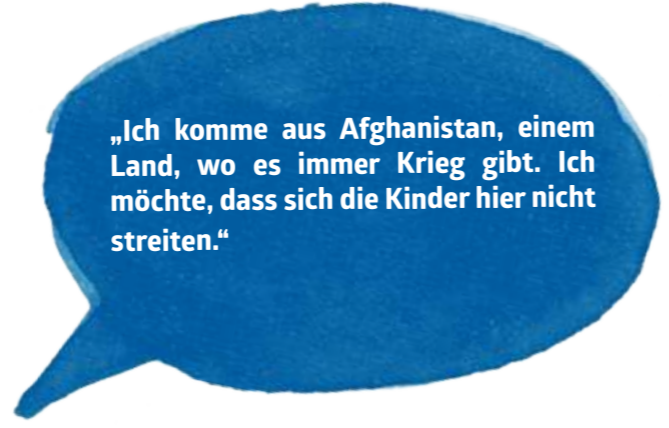 „Ich komme aus Afghanistan, einem
Land, wo es immer Krieg gibt. Ich
möchte, dass sich die Kinder hier nicht
streiten.“